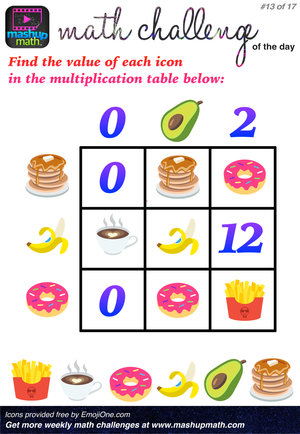 #13 of 17
mashup math.
math challenge
of the day
Find the value of each icon
in the multiplication table below:
0 2
0
12
0
Icons provided free by EmojiOne.com
Get more weekly math challenges at www.mashupmath.com